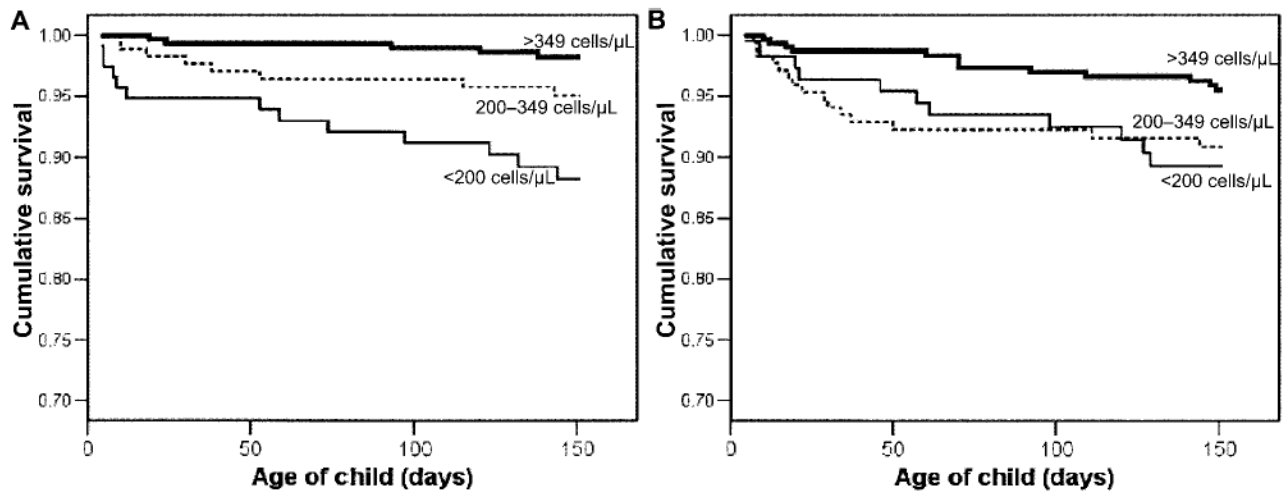 A
1.00
0.95
0.90
0.85
0.80
0.75
0.70
Cumulative survival
>349 cells/µL
200–349 cells/µL
<200 cells/µL
0
50
100
150
Age of child (days)
B
1.00
0.95
0.90
0.85
0.80
0.75
0.70
Cumulative survival
>349 cells/µL
200–349 cells/µL
<200 cells/µL
0
50
100
150
Age of child (days)